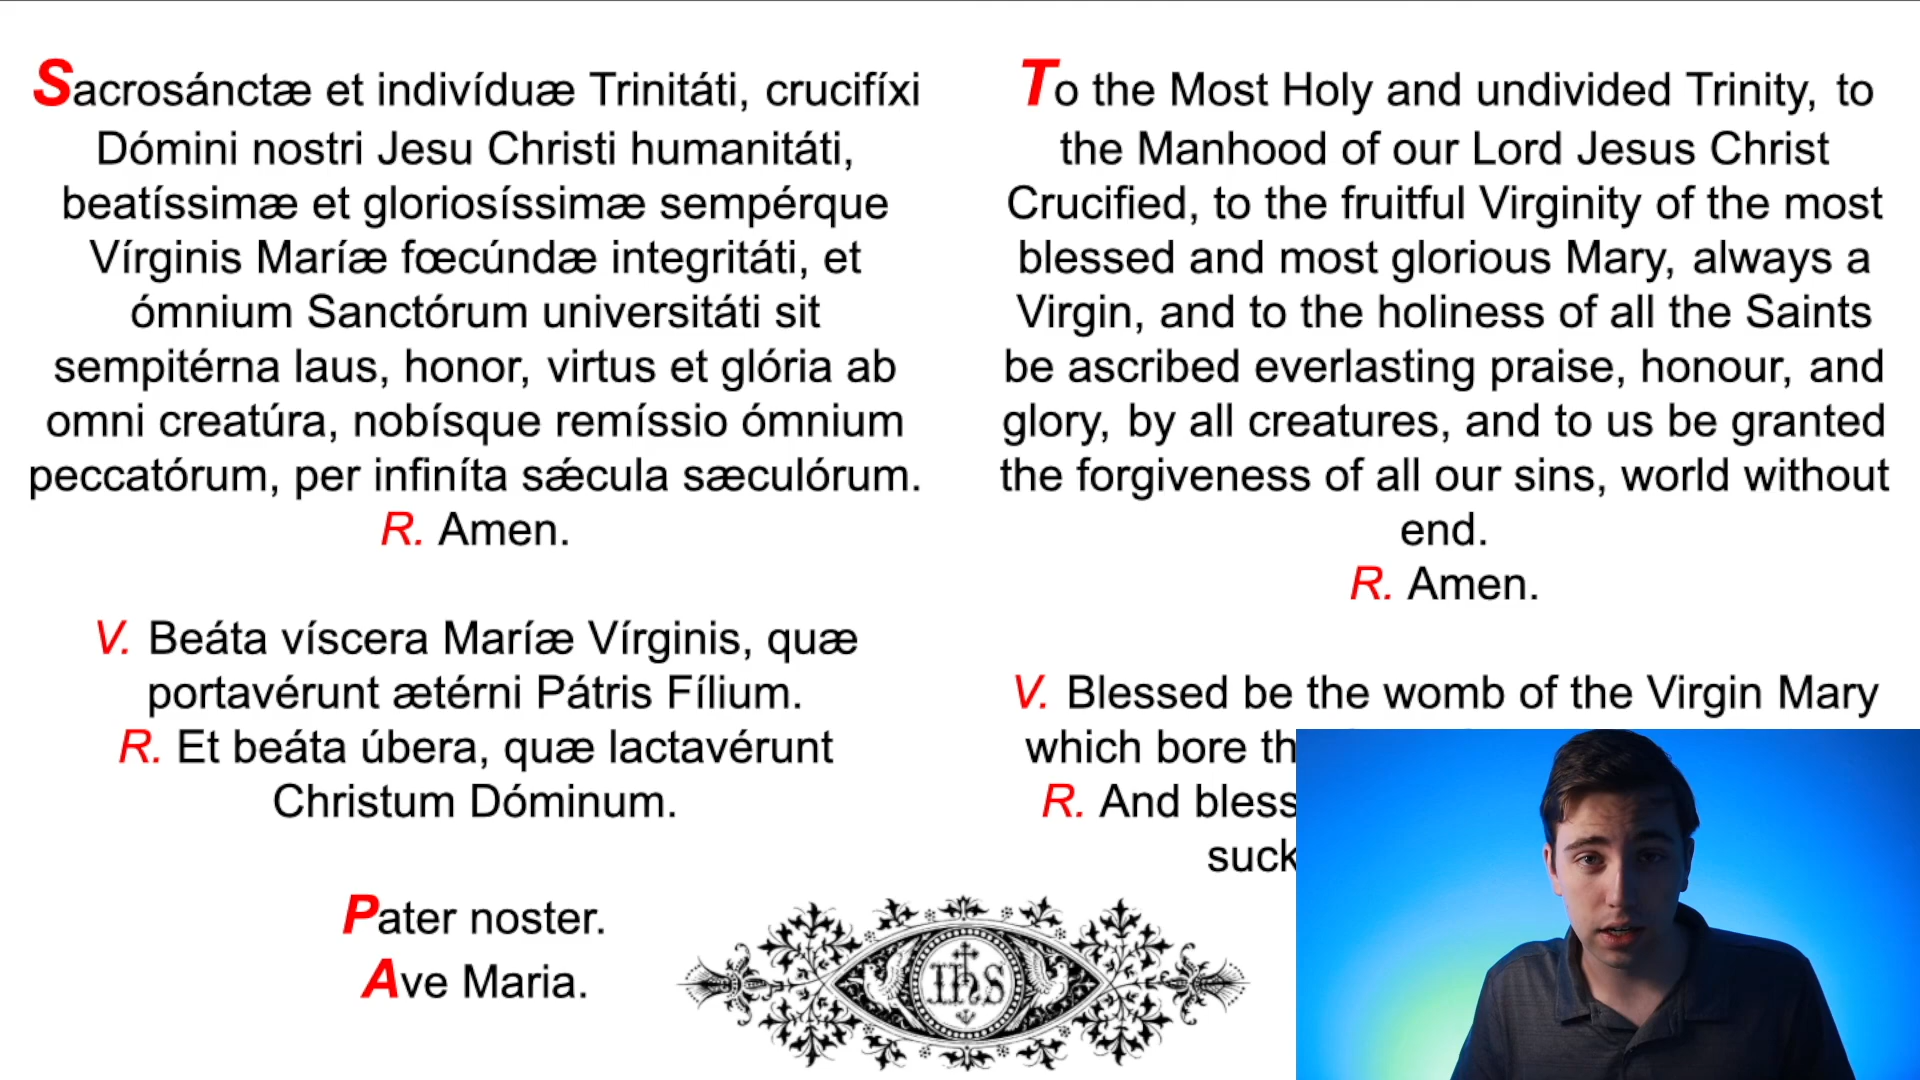 Sacrosánctæ et indivíduæ Trinitáti, crucifíxi
Dómini nostri Jesu Christi humanitáti,
beatíssimæ et gloriosíssimæ sempérque
Vírginis Maríæ fœcúndæ integritáti, et
ómnium Sanctórum universitáti sit
sempitérna laus, honor, virtus et glória ab
omni creatúra, nobísque remíssio ómnium
peccatórum, per infiníta sǽcula sæculórum.
R. Amen.
V. Beáta víscera Maríæ Vírginis, quæ
portavérunt ætérni Pátris Fílium.
R. Et beáta úbera, quæ lactavérunt
Christum Dóminum.
Pater noster.
Ave Maria.
To the Most Holy and undivided Trinity, to
the Manhood of our Lord Jesus Christ
Crucified, to the fruitful Virginity of the most
blessed and most glorious Mary, always a
Virgin, and to the holiness of all the Saints
be ascribed everlasting praise, honour, and
glory, by all creatures, and to us be granted
the forgiveness of all our sins, world without
end.
R. Amen.
V. Blessed be the womb of the Virgin Mary
which bore
R. And
IHS